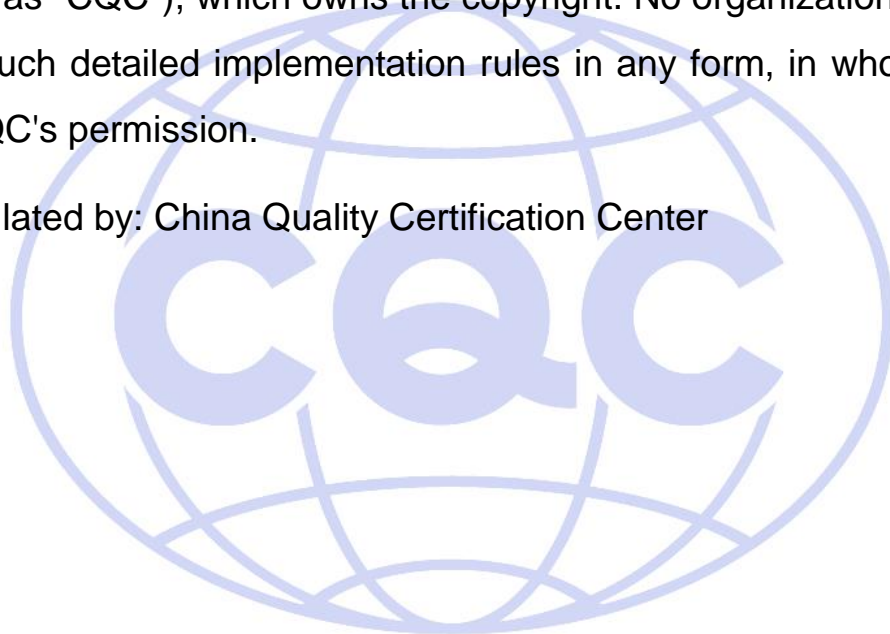 as "CQC"), which owns the copyright. No organization
uch detailed implementation rules in any form, in who
QC's permission.
lated by: China Quality Certification Center
CQC